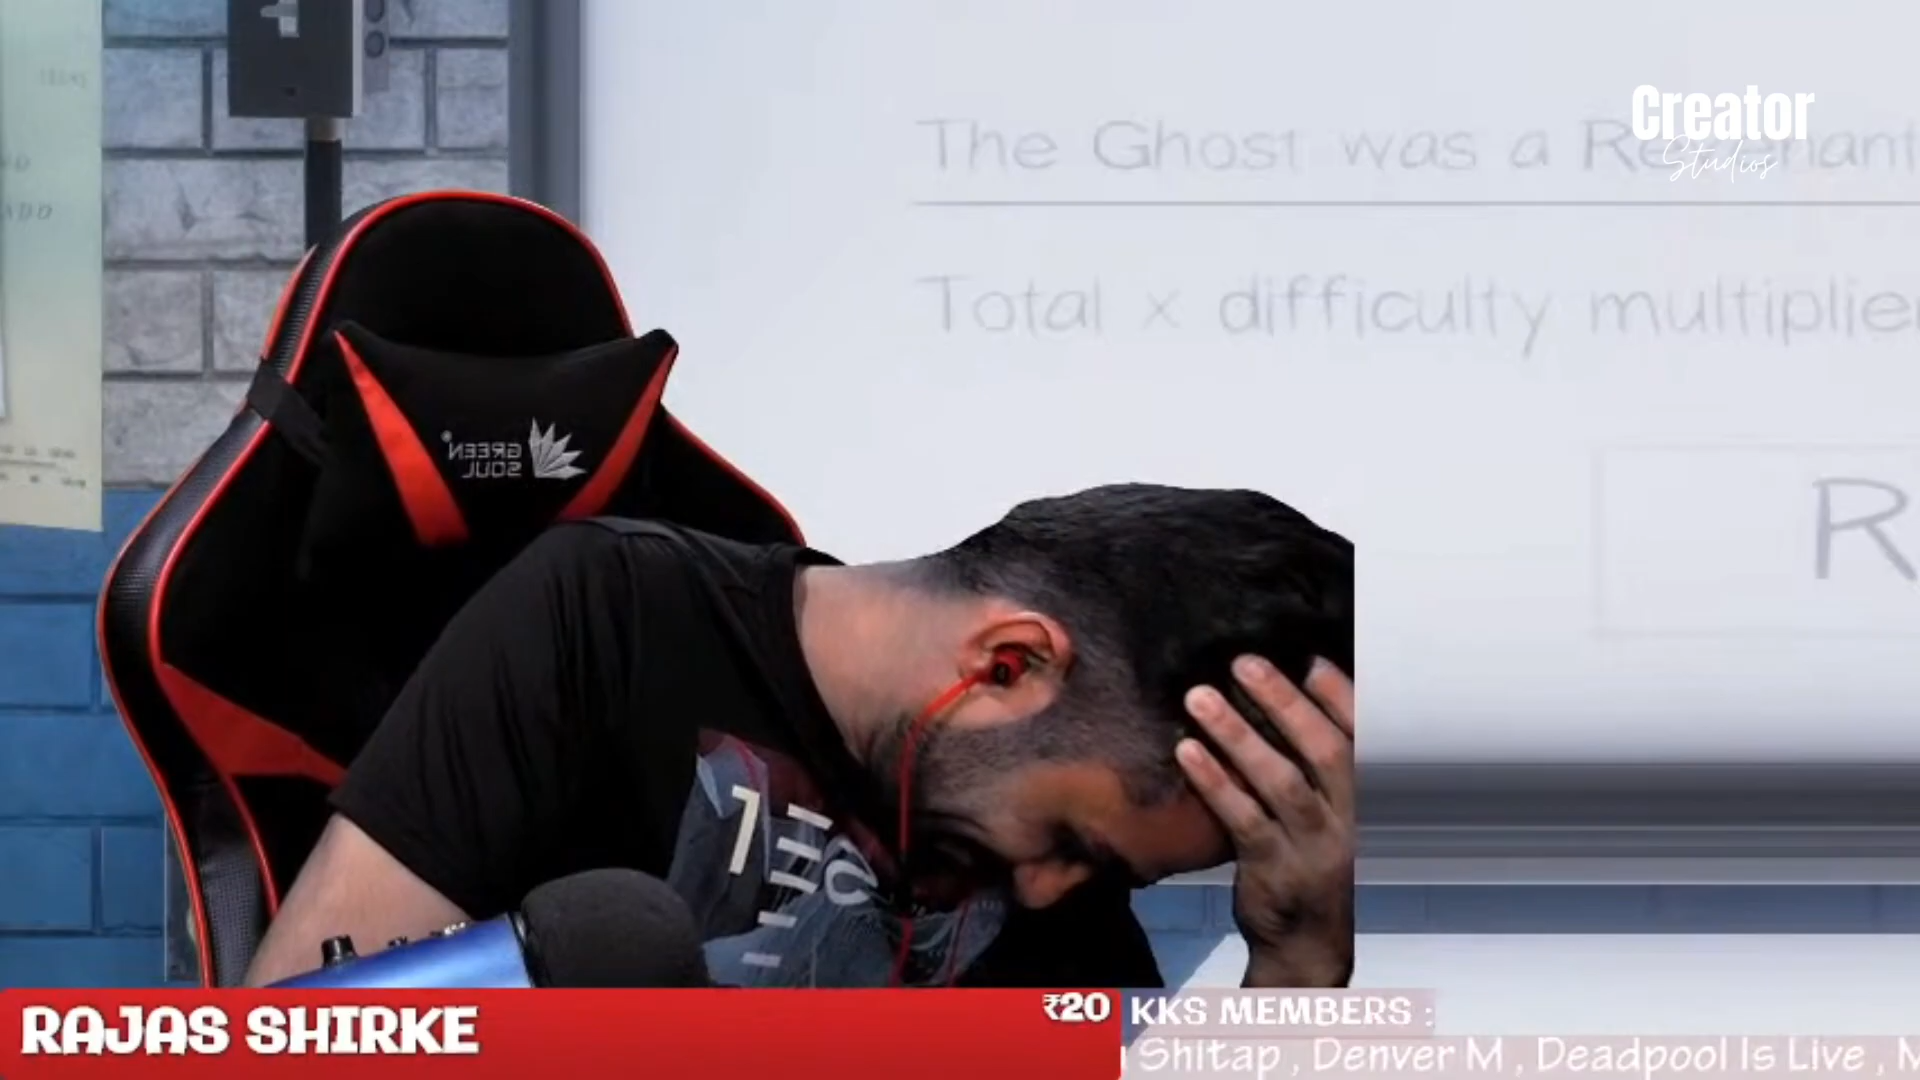 Creator
Studios
The Ghost was a
Total x difficulty multiplier
GREEN
SOUL
R
RAJAS SHIRKE
₹20
KKS MEMBERS :
Shitap , Denver M , Deadpool Is Live , M